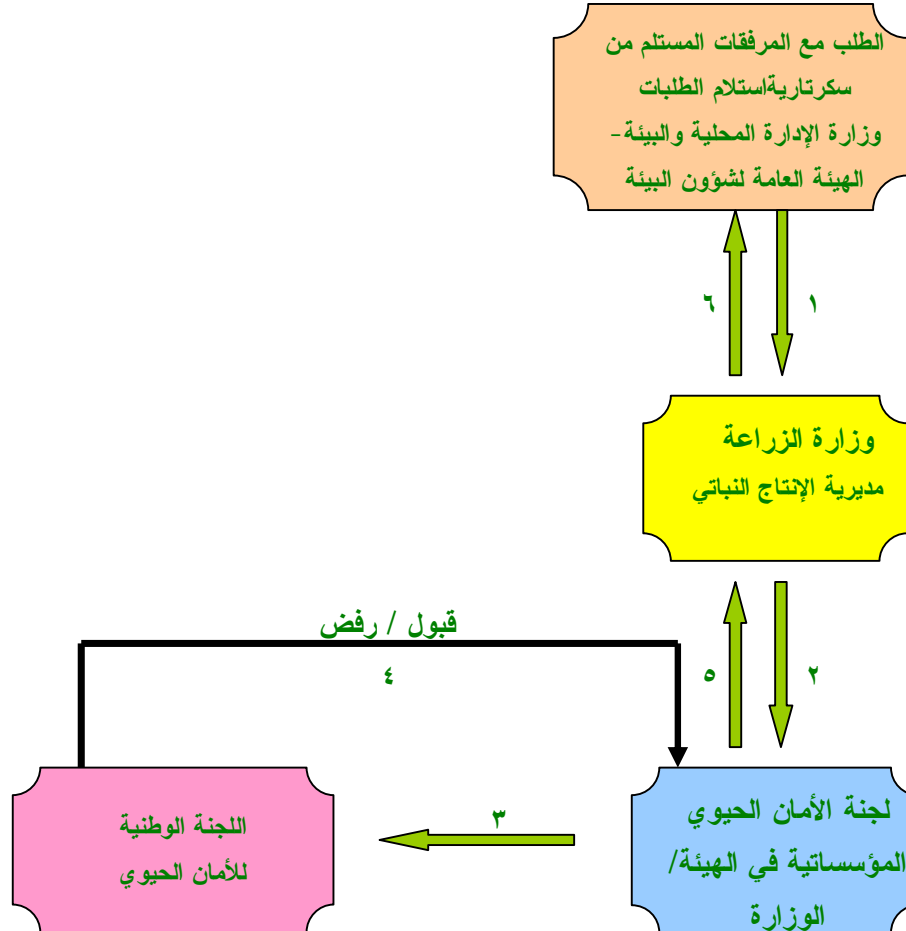 الطلب مع المرفقات المستلم من
سكرتاريةاستلام الطلبات
وزارة الإدارة المحلية والبيئة -
الهيئة العامة لشؤون البيئة
٦
١
وزارة الزراعة
مديرية الإنتاج النباتي
قبول / رفض
٤
٥
٢
لجنة الأمان الحيوي
المؤسساتية في الهيئة/
الوزارة
٣
اللجنة الوطنية
للأمان الحيوي